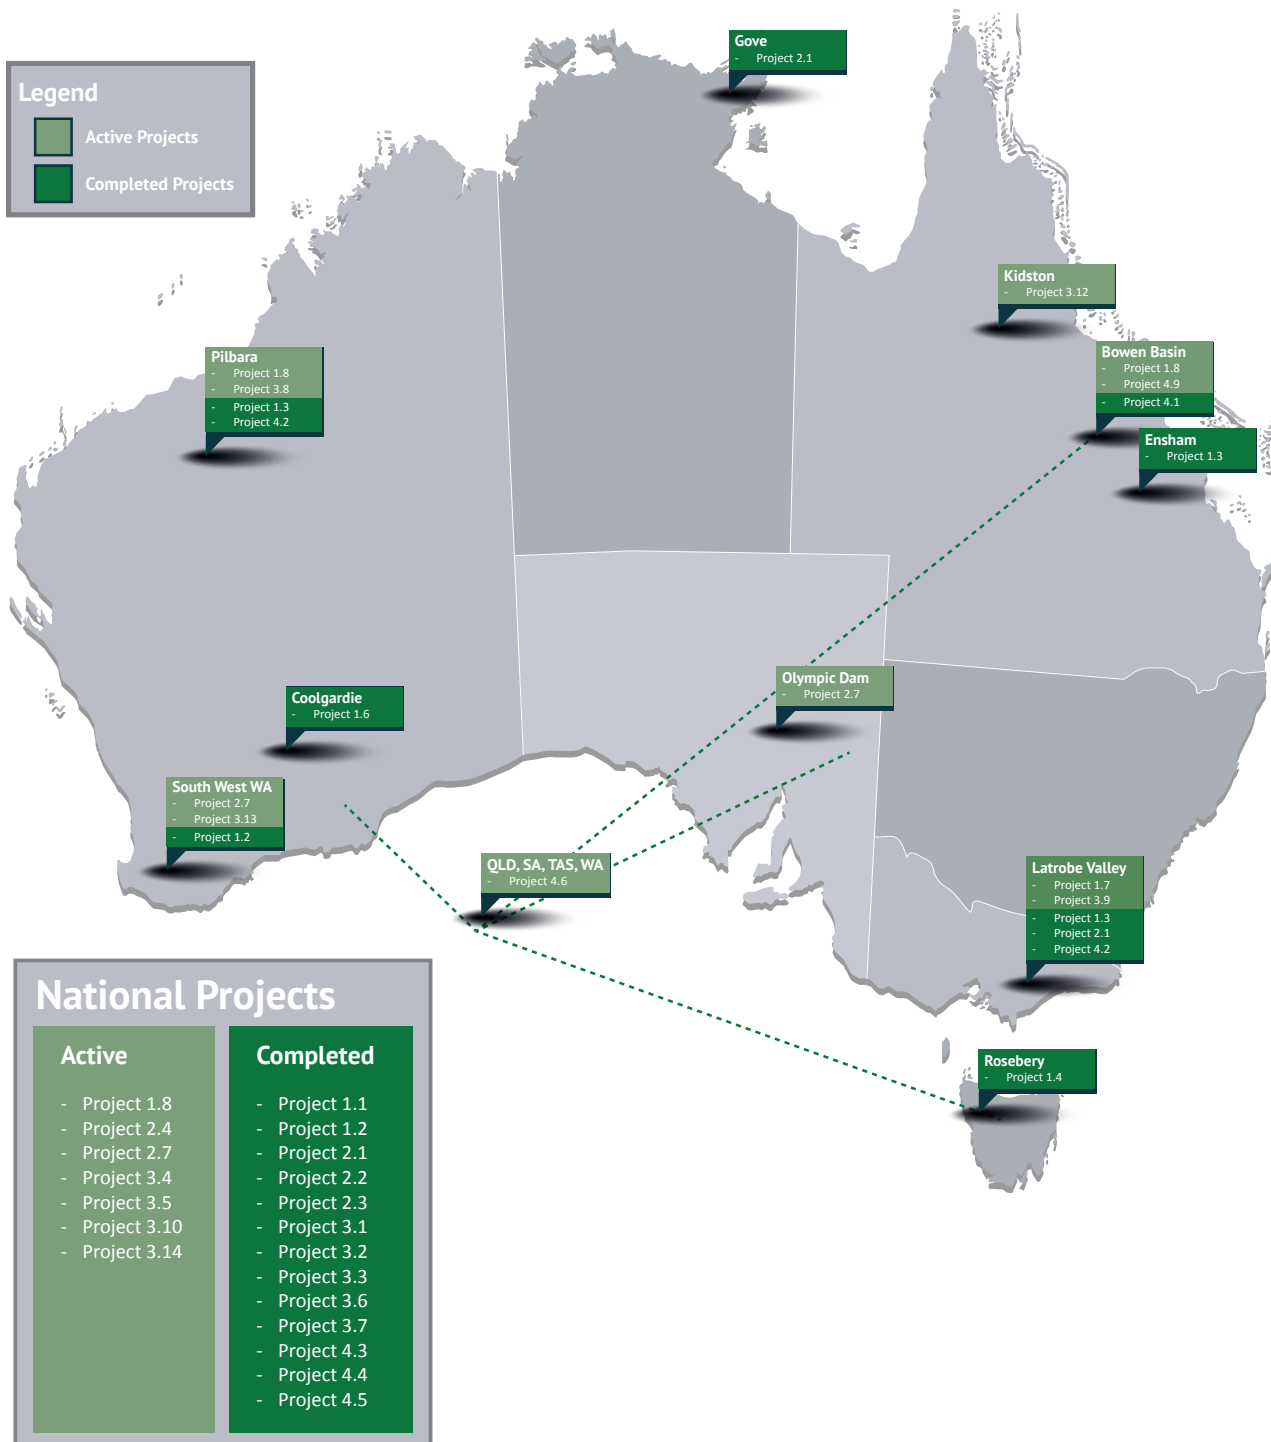 Gove
- Project 2.1
Legend
Active Projects
Completed Projects
Kidston
- Project 3.12
Pilbara
- Project 1.8
- Project 3.8
- Project 1.3
- Project 4.2
Bowen Basin
- Project 1.8
- Project 4.9
- Project 4.1
Ensham
- Project 1.3
Olympic Dam
- Project 2.7
Coolgardie
- Project 1.6
South West WA
- Project 2.7
- Project 3.13
- Project 1.2
QLD, SA, TAS, WA
- Project 4.6
Latrobe Valley
- Project 1.7
- Project 3.9
- Project 1.3
- Project 2.1
- Project 4.2
Rosebery
- Project 1.4
National Projects
Active
- Project 1.8
- Project 2.4
- Project 2.7
- Project 3.4
- Project 3.5
- Project 3.10
- Project 3.14
Completed
- Project 1.1
- Project 1.2
- Project 2.1
- Project 2.2
- Project 2.3
- Project 3.1
- Project 3.2
- Project 3.3
- Project 3.6
- Project 3.7
- Project 4.3
- Project 4.4
- Project 4.5